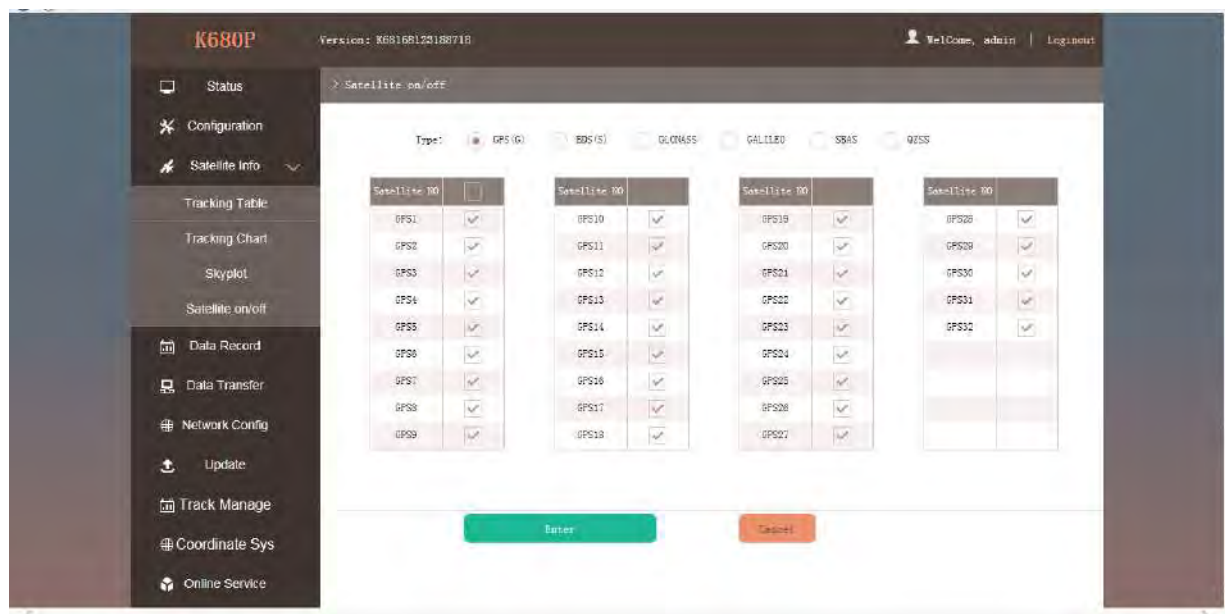 K680P
Version: K68168123188718
WelCome, admin | Loginout
Status
Configuration
Satellite Info
Tracking Table
Tracking Chart
Skyplot
Satellite on/off
Data Record
Data Transfer
Network Config
Update
Track Manage
Coordinate Sys
Online Service
> Satellite on/off
Type: GPS(G) BDS(S) GLONASS GALILEO SBAS QZSS
Satellite NO Satellite NO Satellite NO Satellite NO
GPS1 GPS10 GPS19 GPS28
GPS2 GPS11 GPS20 GPS29
GPS3 GPS12 GPS21 GPS30
GPS4 GPS13 GPS22 GPS31
GPS5 GPS14 GPS23 GPS32
GPS6 GPS15 GPS24
GPS7 GPS16 GPS25
GPS8 GPS17 GPS26
GPS9 GPS18 GPS27
Enter Cancel